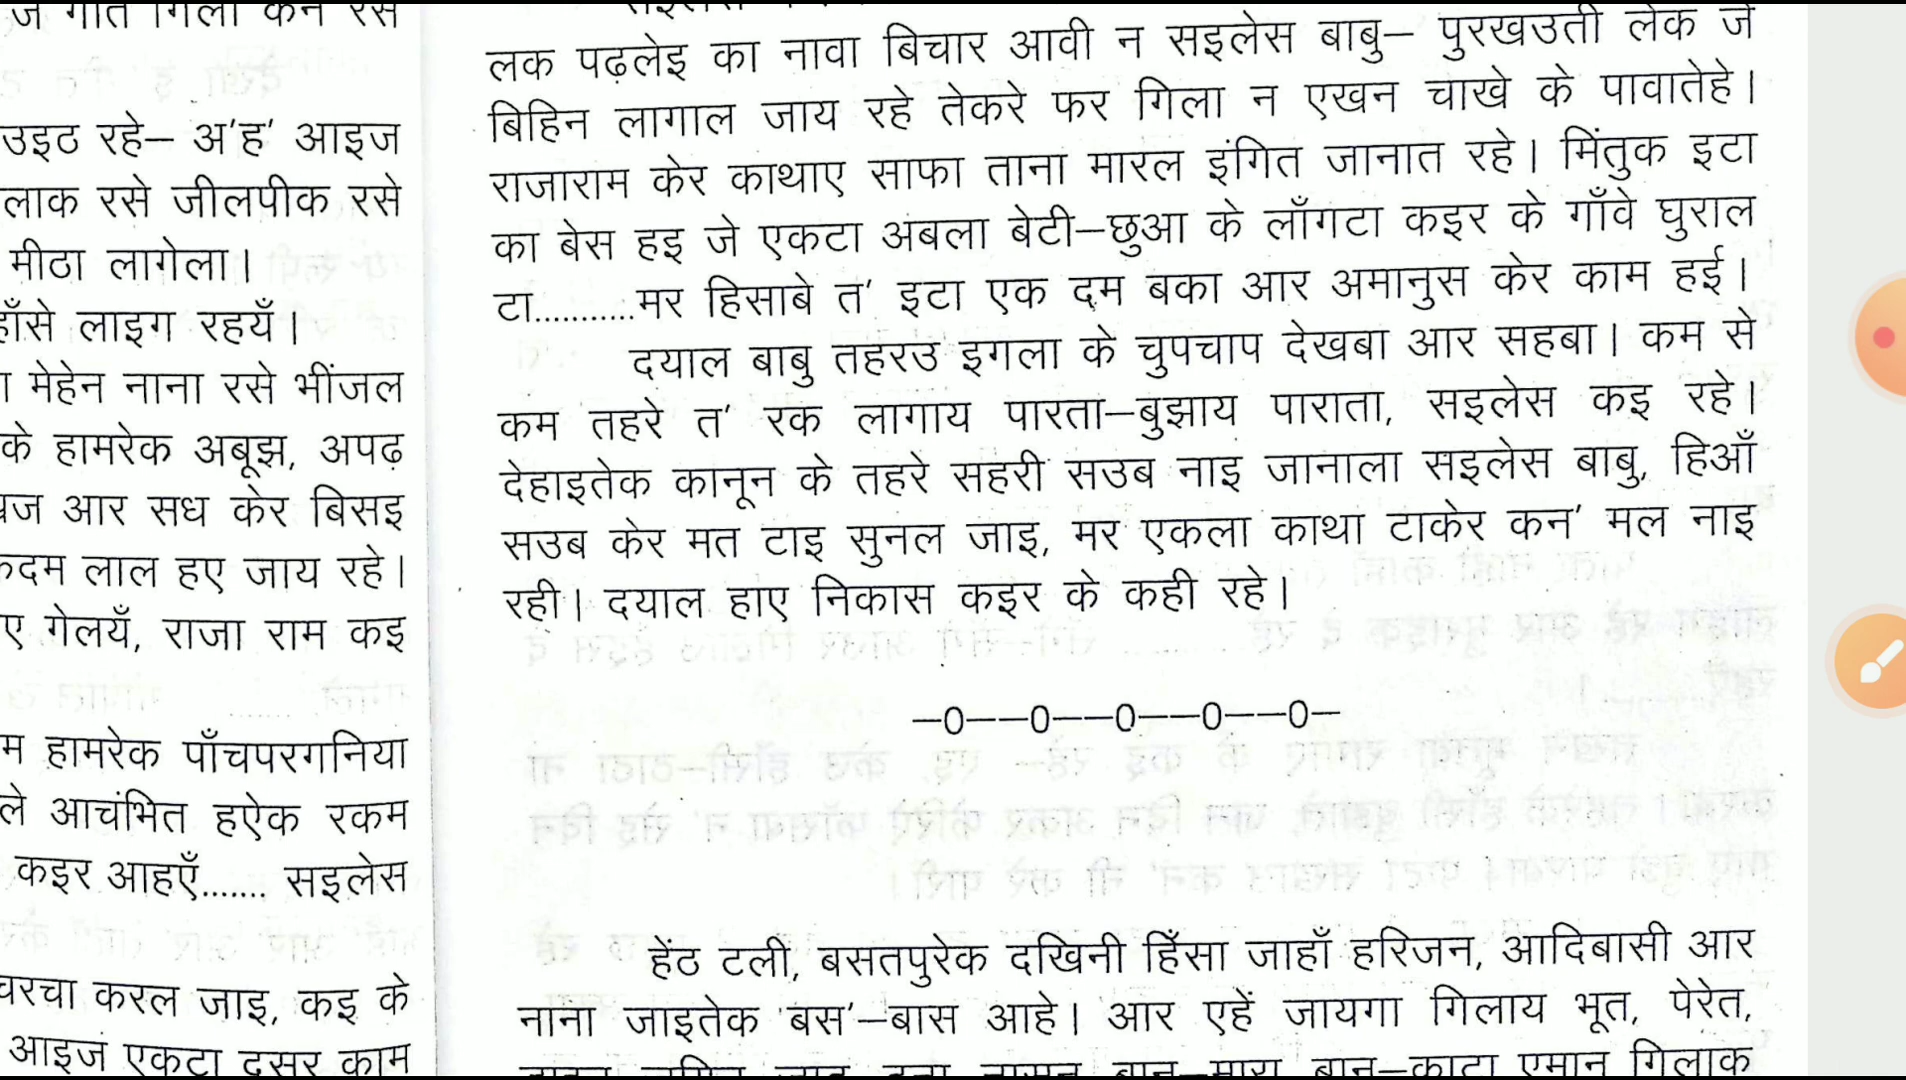 जे गीत गिला कन रसे
उइठ रहे— अ'ह' आइज
लाक रसे जीलपीक रसे
मीठा लागेला।
हाँसे लाइग रहयँ।
मेहेन नाना रसे भींजल
के हामरेक अबूझ, अपढ़
आर सध केर बिसइ
कदम लाल हए जाय रहे।
ए गेलयँ, राजा राम कइ
म हामरेक पाँचपरगनिया
ले आचंभित हऐक रकम
कइर आहएँ....... सइलेस
चरचा करल जाइ, कइ के
आइज एकटा दसर काम
लक पढ़लेइ का नावा बिचार आवी न सइलेस बाबु— पुरखउती लेक जे
बिहिन लागाल जाय रहे तेकरे फर गिला न एखन चाखे के पावातेहे।
राजाराम केर काथाए साफा ताना मारल इंगित जानात रहे। मिंतुक इटा
का बेस हइ जे एकटा अबला बेटी—छुआ के लाँगटा कइर के गाँवे घुराल
टा...........मर हिसाबे त' इटा एक दम बका आर अमानुस केर काम हई।
दयाल बाबु तहरउ इगला के चुपचाप देखबा आर सहबा। कम से
कम तहरे त' रक लागाय पारता—बुझाय पाराता, सइलेस कइ रहे।
देहाइतेक कानून के तहरे सहरी सउब नाइ जानाला सइलेस बाबु, हिआँ
सउब केर मत टाइ सुनल जाइ, मर एकला काथा टाकेर कन' मल नाइ
रही। दयाल हाए निकास कइर के कही रहे।
—0——0——0——0——0—
हेंठ टली, बसतपुरेक दखिनी हिँसा जाहाँ हरिजन, आदिबासी आर
नाना जाइतेक बस'—बास आहे। आर एहें जायगा गिलाय भूत, पेरेत,
बान—मारा बान—काटा एमान गिलाक